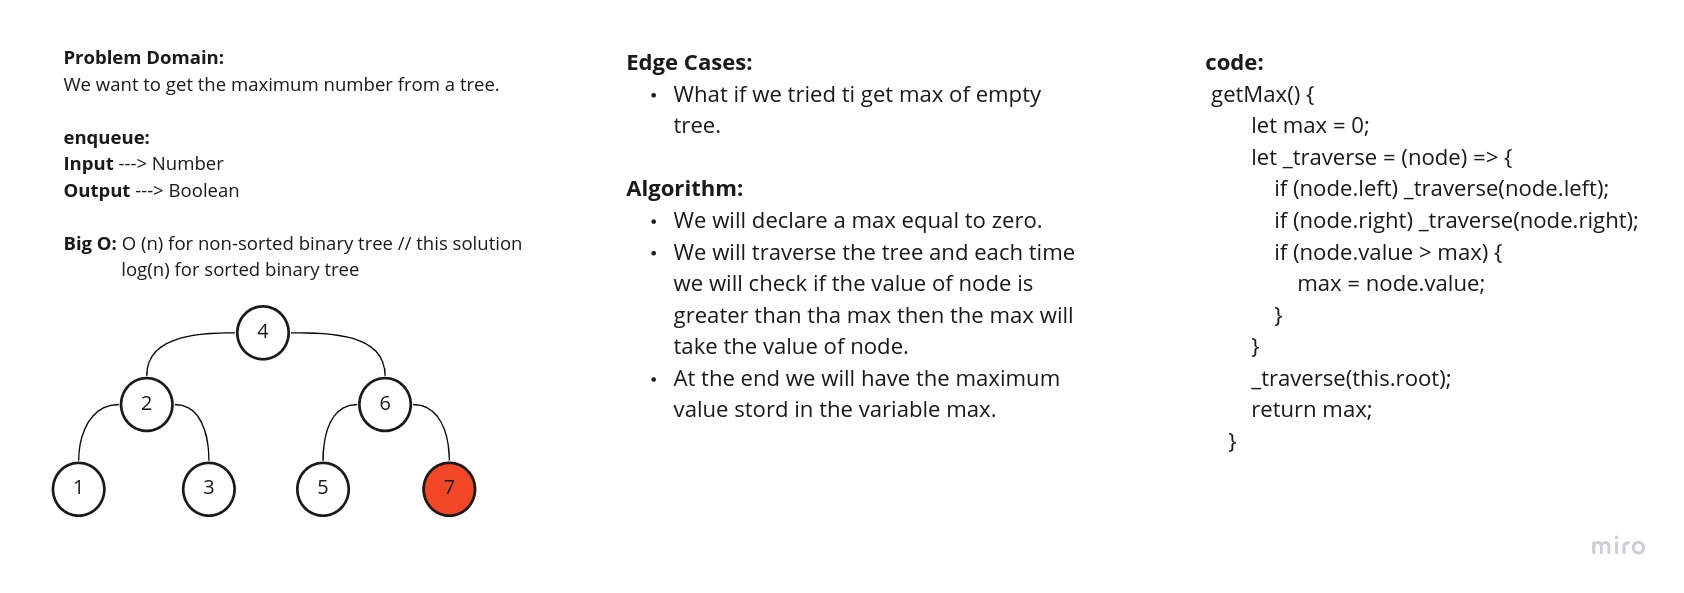 Problem Domain:
We want to get the maximum number from a tree.
enqueue:
Input ---> Number
Output ---> Boolean
Big O: O (n) for non-sorted binary tree // this solution
log(n) for sorted binary tree
4
2
6
1
3
5
7
Edge Cases:
• What if we tried ti get max of empty
tree.
Algorithm:
• We will declare a max equal to zero.
• We will traverse the tree and each time
we will check if the value of node is
greater than tha max then the max will
take the value of node.
• At the end we will have the maximum
value stord in the variable max.
code:
getMax() {
let max = 0;
let _traverse = (node) => {
if (node.left) _traverse(node.left);
if (node.right) _traverse(node.right);
if (node.value > max) {
max = node.value;
}
}
_traverse(this.root);
return max;
}
miro